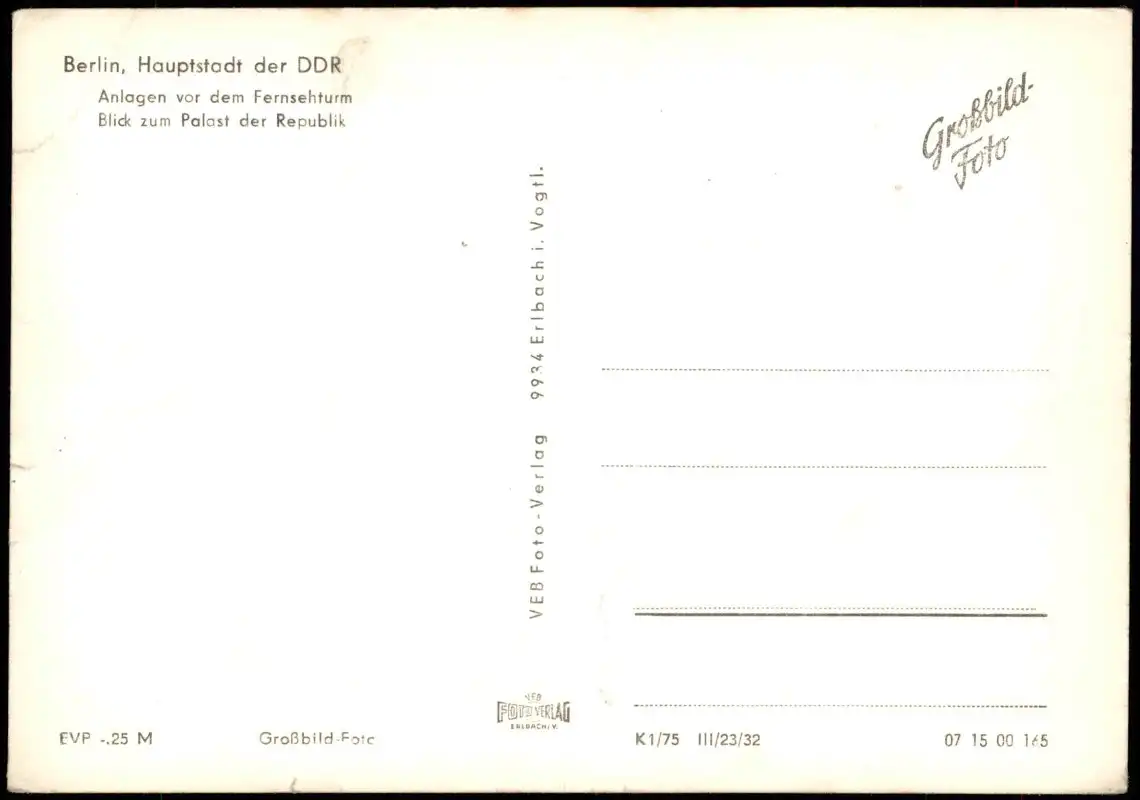 Berlin, Hauptstadt der DDR
Anlagen vor dem Fernsehturm
Blick zum Palast der Republik
Großbild-
Foto
VEB Foto-Verlag 9934 Erlbach i. Vogtl.
VEB
FOTO VERLAG
ERLBACH/V.
EVP -.25 M
Großbild-Foto
K1/75 III/23/32
07 15 00 165